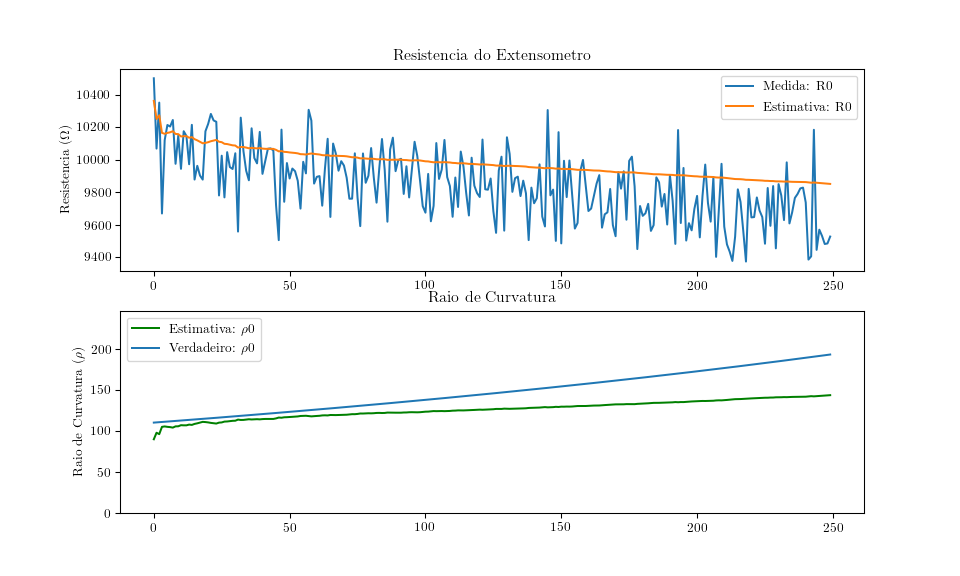 Resistencia do Extensometro
Resistencia (Ω)
10400
10200
10000
9800
9600
9400
Medida: R0
Estimativa: R0
0 50 100 150 200 250
Raio de Curvatura
Raio de Curvatura (ρ)
200
150
100
50
0
Estimativa: ρ0
Verdadeiro: ρ0
0 50 100 150 200 250